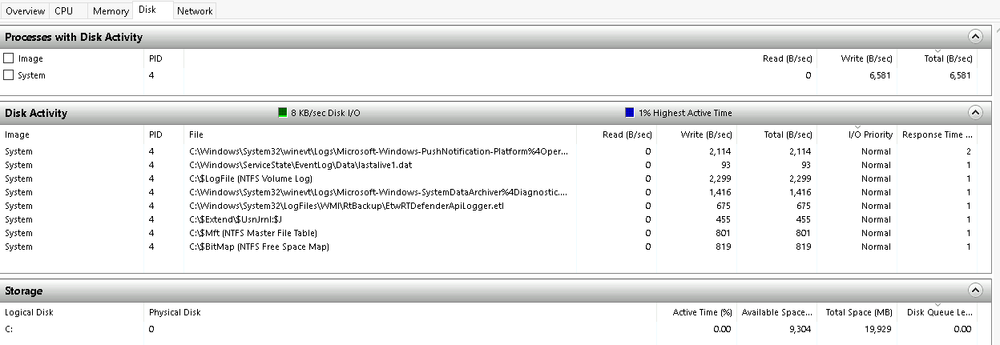 Overview CPU Memory Disk Network
Processes with Disk Activity
Image PID Read (B/sec) Write (B/sec) Total (B/sec)
System 4 0 6,581 6,581
Disk Activity 8 KB/sec Disk I/O 1% Highest Active Time
Image PID File Read (B/sec) Write (B/sec) Total (B/sec) I/O Priority Response Time ...
System 4 C:\Windows\System32\winevt\Logs\Microsoft-Windows-PushNotification-Platform%4Oper... 0 2,114 2,114 Normal 2
System 4 C:\Windows\ServiceState\EventLog\Data\lastalive1.dat 0 93 93 Normal 1
System 4 C:\$LogFile (NTFS Volume Log) 0 2,299 2,299 Normal 1
System 4 C:\Windows\System32\winevt\Logs\Microsoft-Windows-SystemDataArchiver%4Diagnostic.... 0 1,416 1,416 Normal 1
System 4 C:\Windows\System32\LogFiles\WMI\RtBackup\EtwRTDefenderApiLogger.etl 0 675 675 Normal 1
System 4 C:\$Extend\$UsnJrnl:$J 0 455 455 Normal 1
System 4 C:\$Mft (NTFS Master File Table) 0 801 801 Normal 1
System 4 C:\$BitMap (NTFS Free Space Map) 0 819 819 Normal 1
Storage
Logical Disk Physical Disk Active Time (%) Available Space... Total Space (MB) Disk Queue Le...
C: 0 0.00 9,304 19,929 0.00